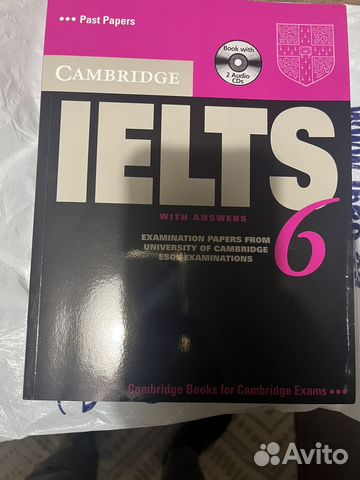 ••• Past Papers
Book with
2 Audio
CDs
CAMBRIDGE
IELTS
WITH ANSWERS
6
EXAMINATION PAPERS FROM
UNIVERSITY OF CAMBRIDGE
ESOL EXAMINATIONS
Cambridge Books for Cambridge Exams •••
Avito